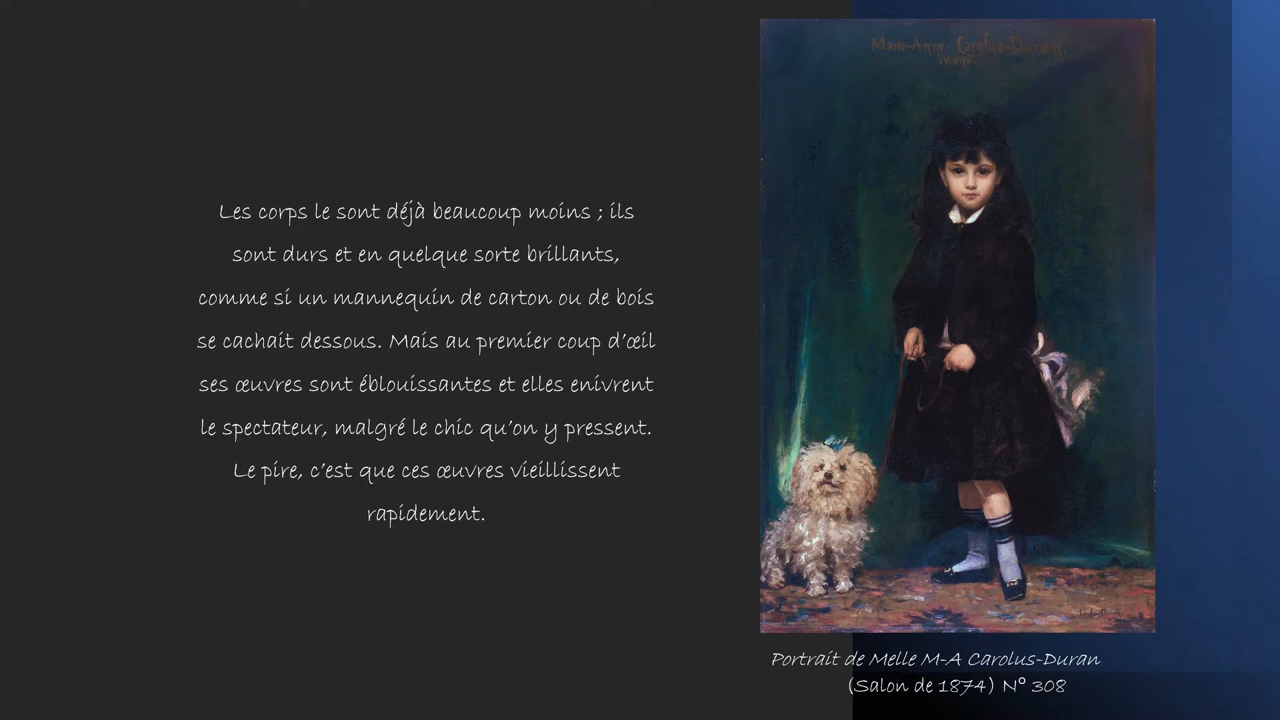 Marie-Anne Carolus-Duran
Les corps le sont déjà beaucoup moins ; ils
sont durs et en quelque sorte brillants,
comme si un mannequin de carton ou de bois
se cachait dessous. Mais au premier coup d'œil
ses œuvres sont éblouissantes et elles enivrent
le spectateur, malgré le chic qu'on y pressent.
Le pire, c'est que ces œuvres vieillissent
rapidement.
Portrait de Melle M-A Carolus-Duran
(Salon de 1874) N° 308